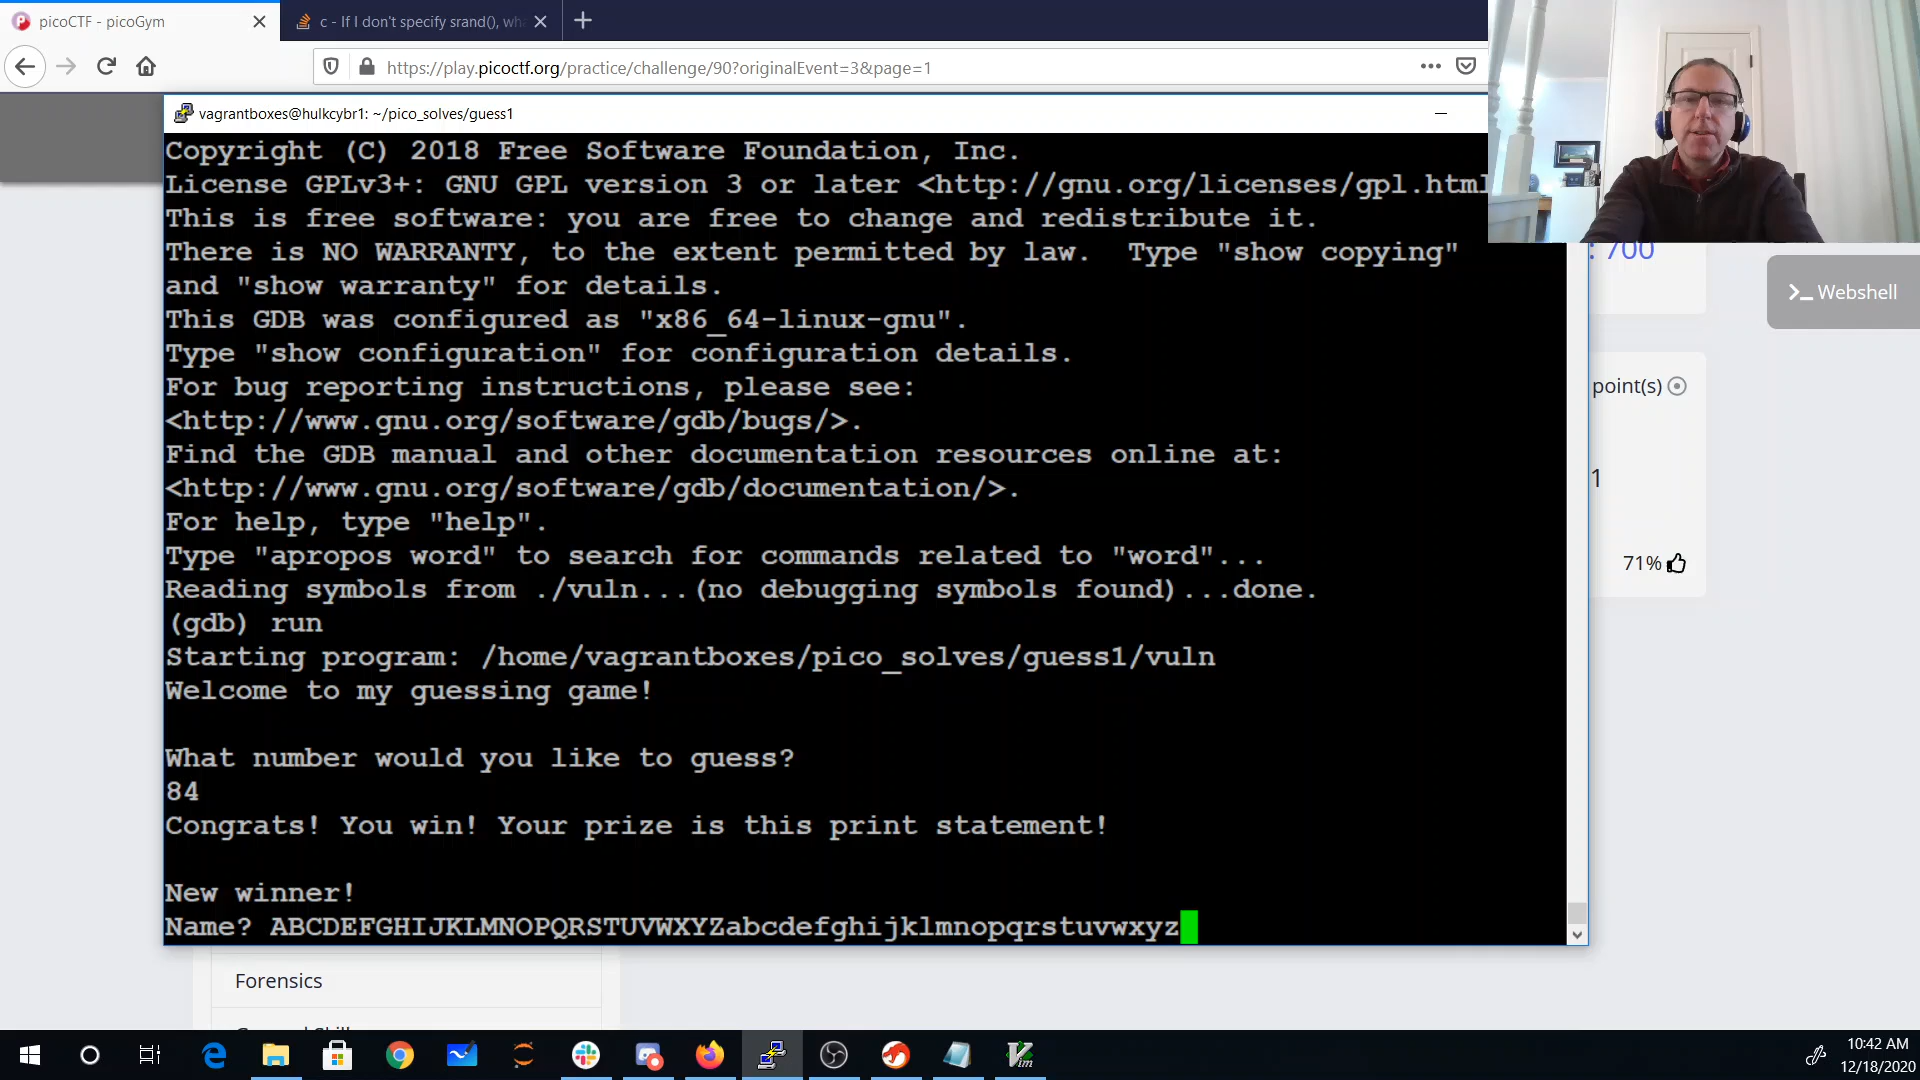 picoCTF - picoGym
c - If I don't specify srand(), wh
https://play.picoctf.org/practice/challenge/90?originalEvent=3&page=1
vagrantboxes@hulkcybr1: ~/pico_solves/guess1
Copyright (C) 2018 Free Software Foundation, Inc.
License GPLv3+: GNU GPL version 3 or later <http://gnu.org/licenses/gpl.html
This is free software: you are free to change and redistribute it.
There is NO WARRANTY, to the extent permitted by law.  Type "show copying"
and "show warranty" for details.
This GDB was configured as "x86_64-linux-gnu".
Type "show configuration" for configuration details.
For bug reporting instructions, please see:
<http://www.gnu.org/software/gdb/bugs/>.
Find the GDB manual and other documentation resources online at:
<http://www.gnu.org/software/gdb/documentation/>.
For help, type "help".
Type "apropos word" to search for commands related to "word"...
Reading symbols from ./vuln...(no debugging symbols found)...done.
(gdb) run
Starting program: /home/vagrantboxes/pico_solves/guess1/vuln
Welcome to my guessing game!
What number would you like to guess?
84
Congrats! You win! Your prize is this print statement!
New winner!
Name? ABCDEFGHIJKLMNOPQRSTUVWXYZabcdefghijklmnopqrstuvwxyz
: 700
Webshell
point(s)
1
71%
Forensics
10:42 AM
12/18/2020